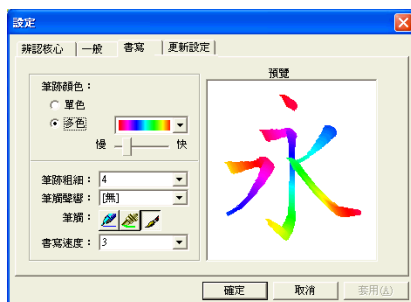 設定
辨認核心 一般 書寫 更新設定
筆跡顏色：
單色
多色
慢 快
筆跡粗細： 4
筆觸聲響： [無]
筆觸：
書寫速度： 3
預覽
永
確定 取消 套用(A)